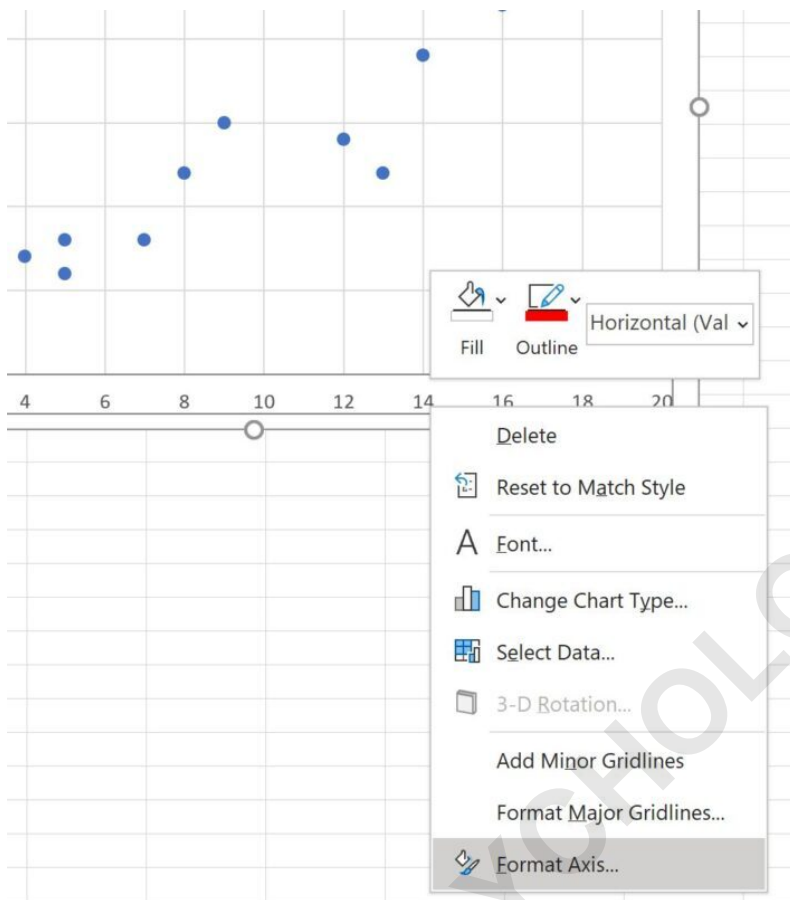 Fill
Outline
Horizontal (Val
4 6 8 10 12 14 16 18 20
Delete
Reset to Match Style
Font...
Change Chart Type...
Select Data...
3-D Rotation...
Add Minor Gridlines
Format Major Gridlines...
Format Axis...
YCHOLO